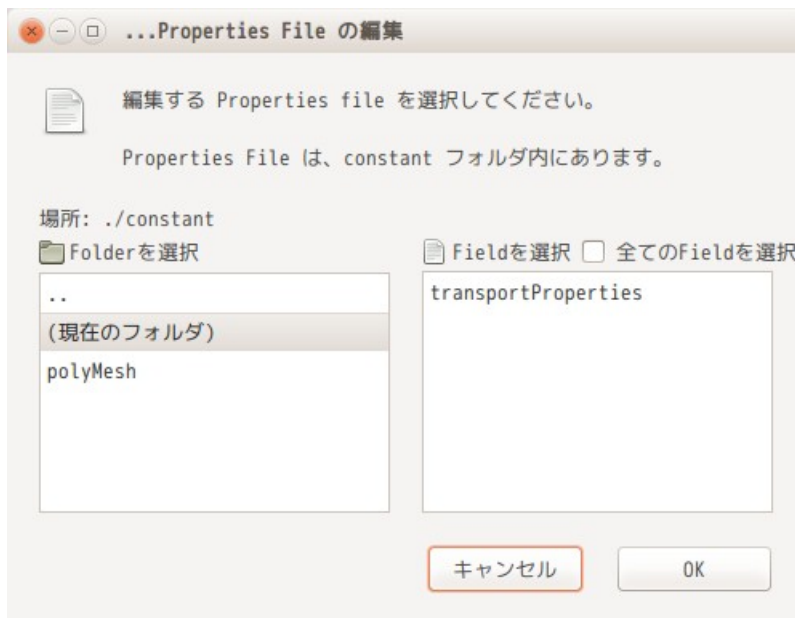 ...Properties File の編集
編集する Properties file を選択してください。
Properties File は、constant フォルダ内にあります。
場所: ./constant
Folderを選択
Fieldを選択 全てのFieldを選択
..
(現在のフォルダ)
polyMesh
transportProperties
キャンセル OK